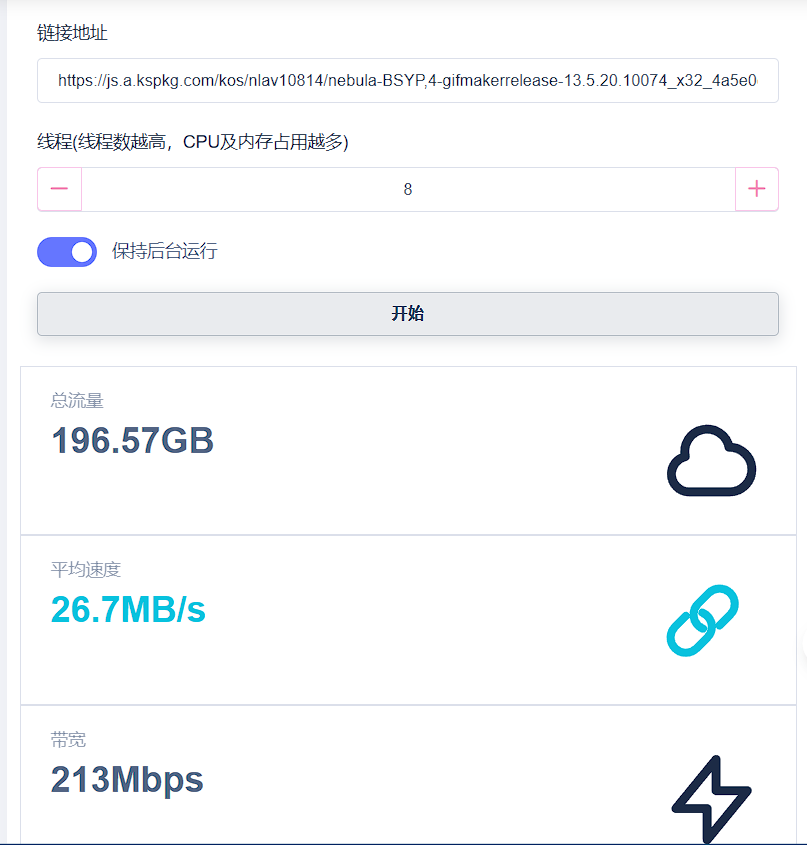 链接地址
https://js.a.kspkg.com/kos/nlav10814/nebula-BSYP,4-gifmakerrelease-13.5.20.10074_x32_4a5e0
线程(线程数越高，CPU及内存占用越多)
8
保持后台运行
开始
总流量
196.57GB
平均速度
26.7MB/s
带宽
213Mbps